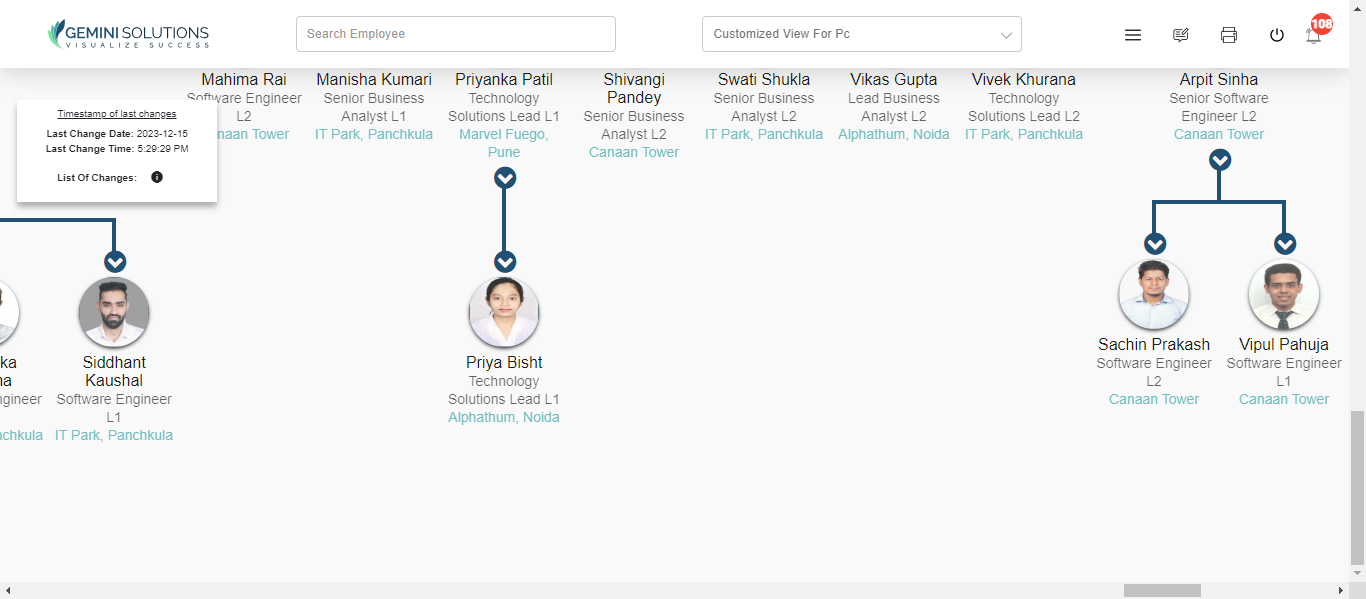 GEMINI SOLUTIONS
VISUALIZE SUCCESS
Search Employee
Customized View For Pc
108
Mahima Rai
Software Engineer
L2
naan Tower
Manisha Kumari
Senior Business
Analyst L1
IT Park, Panchkula
Priyanka Patil
Technology
Solutions Lead L1
Marvel Fuego,
Pune
Shivangi
Pandey
Senior Business
Analyst L2
Canaan Tower
Swati Shukla
Senior Business
Analyst L2
IT Park, Panchkula
Vikas Gupta
Lead Business
Analyst L2
Alphathum, Noida
Vivek Khurana
Technology
Solutions Lead L2
IT Park, Panchkula
Arpit Sinha
Senior Software
Engineer L2
Canaan Tower
Timestamp of last changes
Last Change Date: 2023-12-15
Last Change Time: 5:29:29 PM
List Of Changes:
ka
na
ngineer
nchkula
Siddhant
Kaushal
Software Engineer
L1
IT Park, Panchkula
Priya Bisht
Technology
Solutions Lead L1
Alphathum, Noida
Sachin Prakash
Software Engineer
L2
Canaan Tower
Vipul Pahuja
Software Engineer
L1
Canaan Tower